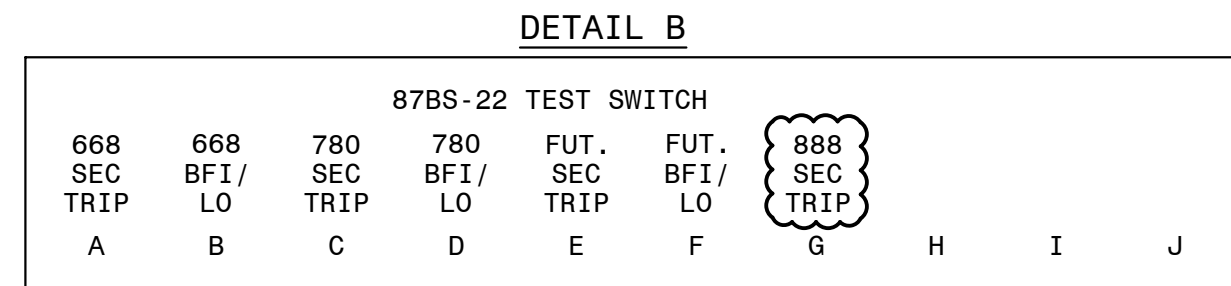 DETAIL B
87BS-22 TEST SWITCH
668 668 780 780 FUT. FUT. 888
SEC BFI/ SEC BFI/ SEC BFI/ SEC
TRIP LO TRIP LO TRIP LO TRIP
A B C D E F G H I J